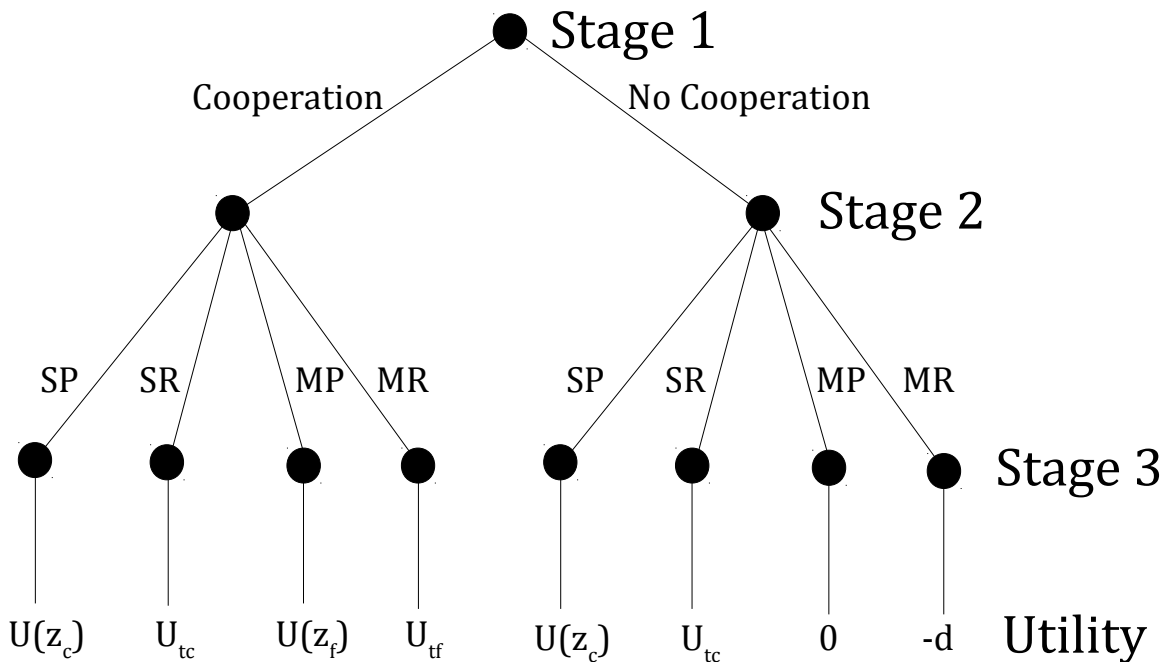 Stage 1
Cooperation No Cooperation
Stage 2
SP SR MP MR SP SR MP MR
Stage 3
U(z_c) U_tc U(z_f) U_tf U(z_c) U_tc 0 -d Utility